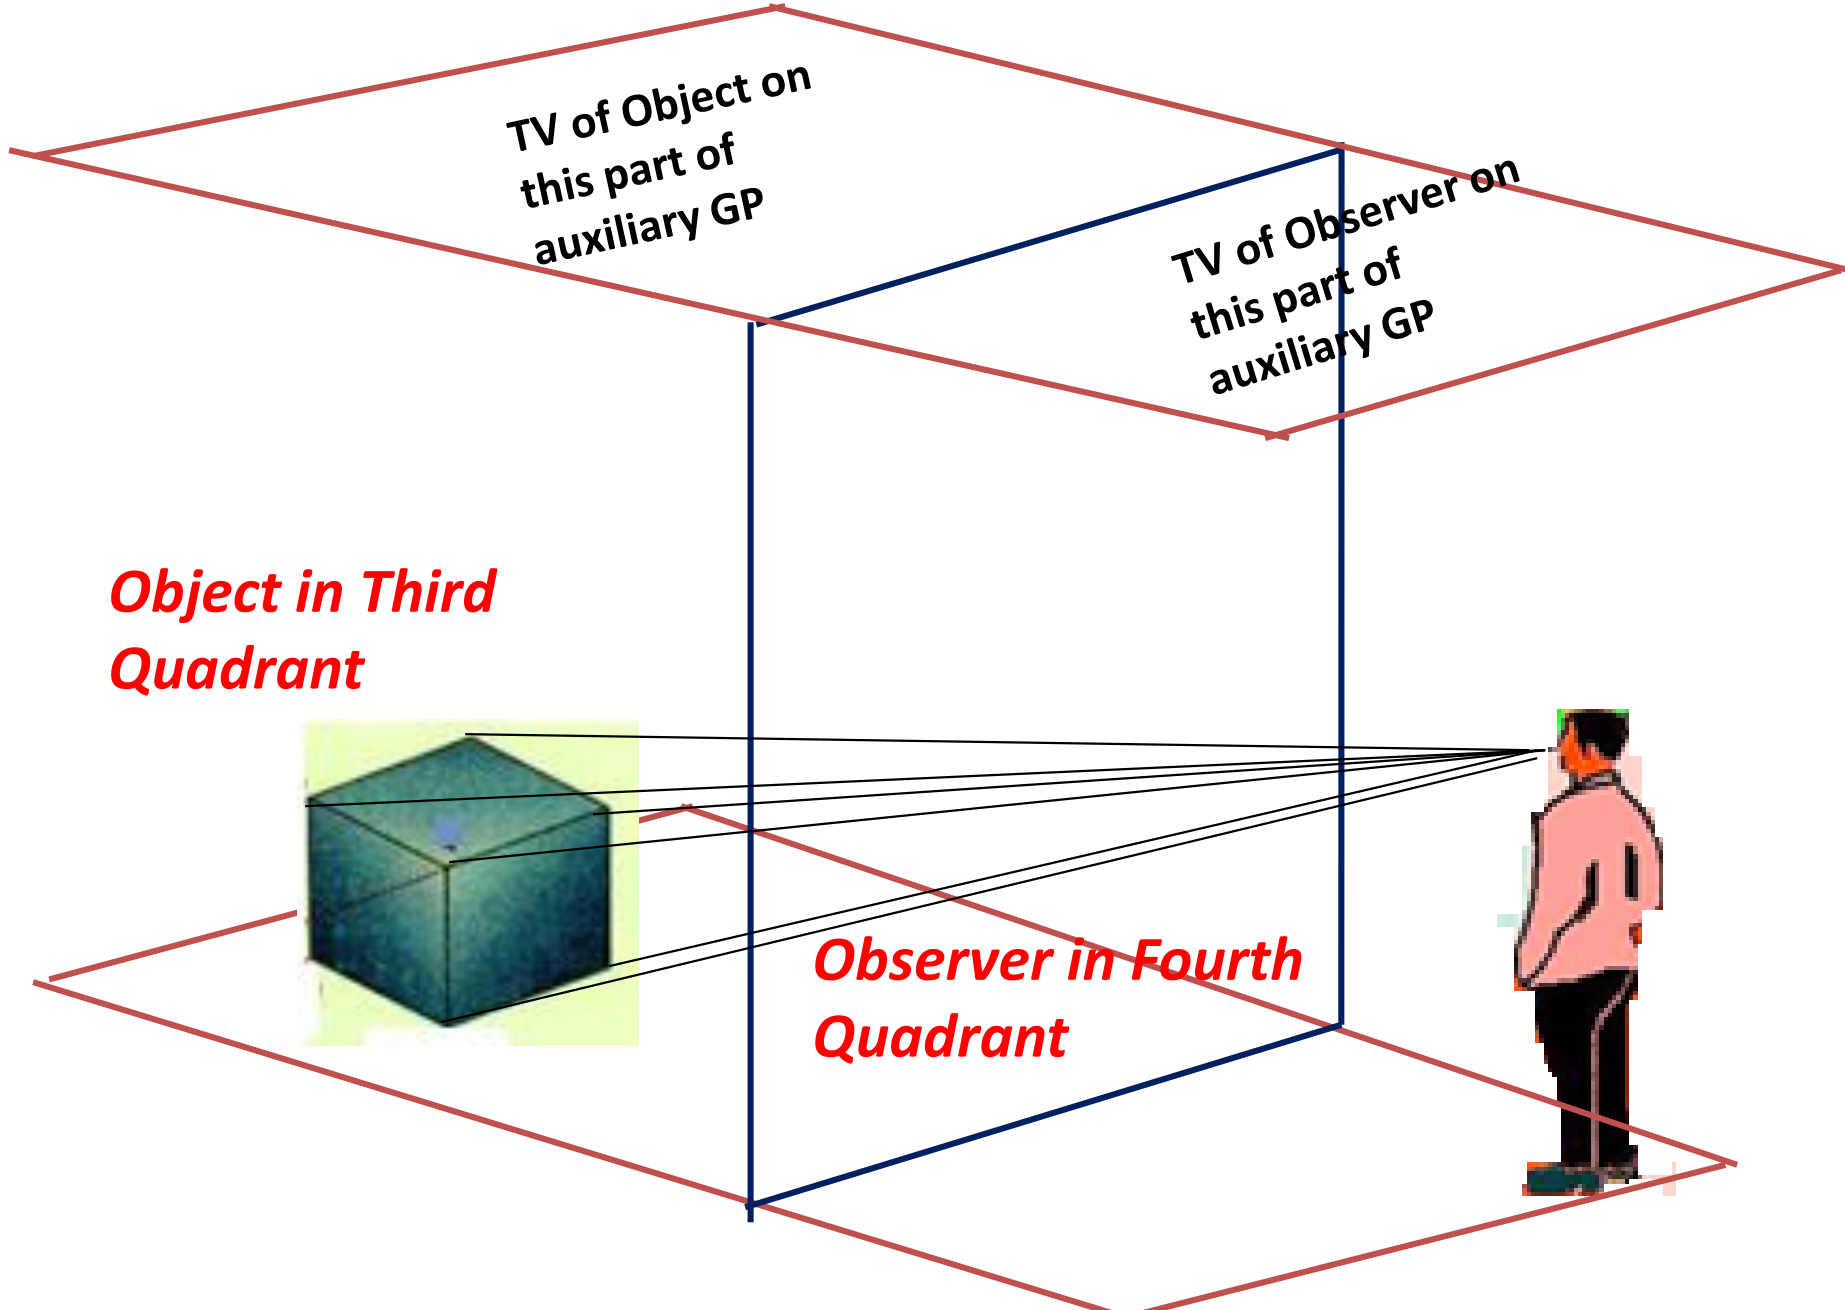 TV of Object on
this part of
auxiliary GP
TV of Observer on
this part of
auxiliary GP
Object in Third
Quadrant
Observer in Fourth
Quadrant